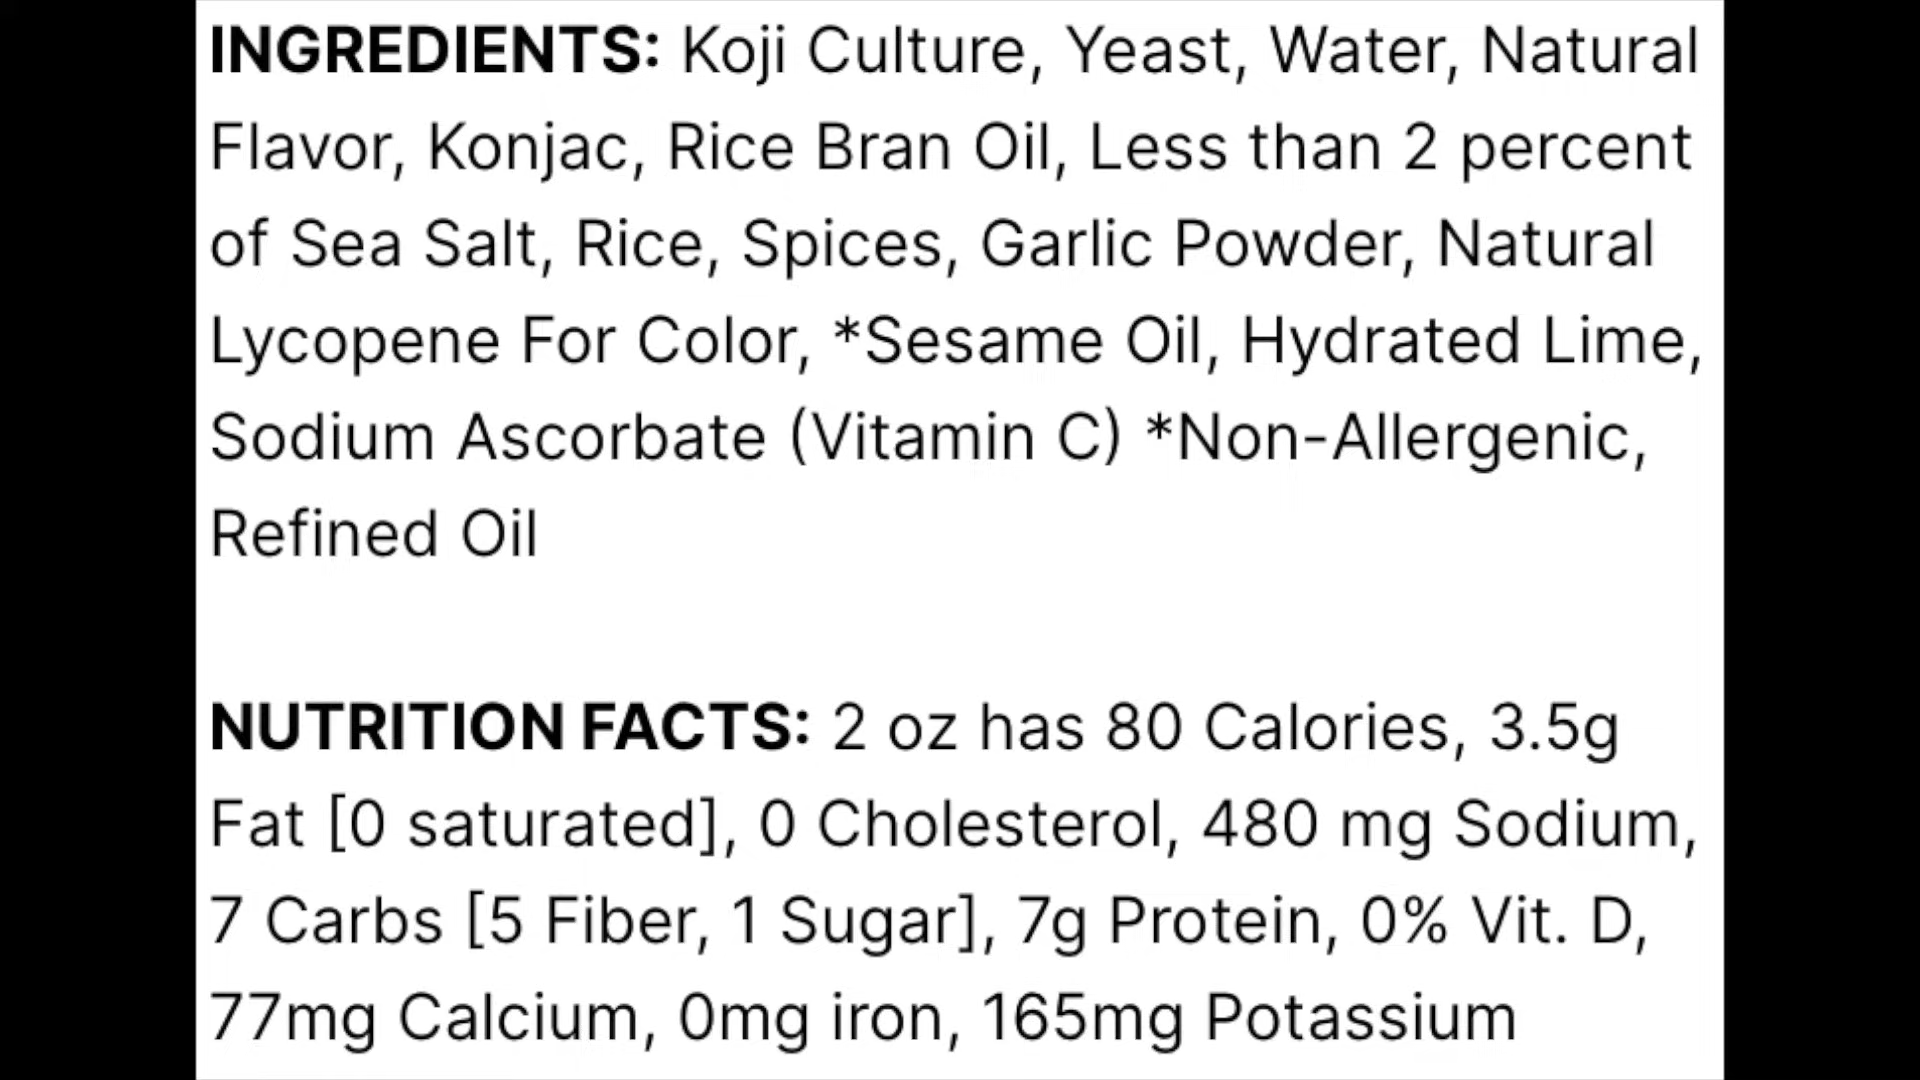 INGREDIENTS: Koji Culture, Yeast, Water, Natural
Flavor, Konjac, Rice Bran Oil, Less than 2 percent
of Sea Salt, Rice, Spices, Garlic Powder, Natural
Lycopene For Color, *Sesame Oil, Hydrated Lime,
Sodium Ascorbate (Vitamin C) *Non-Allergenic,
Refined Oil
NUTRITION FACTS: 2 oz has 80 Calories, 3.5g
Fat [0 saturated], 0 Cholesterol, 480 mg Sodium,
7 Carbs [5 Fiber, 1 Sugar], 7g Protein, 0% Vit. D,
77mg Calcium, 0mg iron, 165mg Potassium